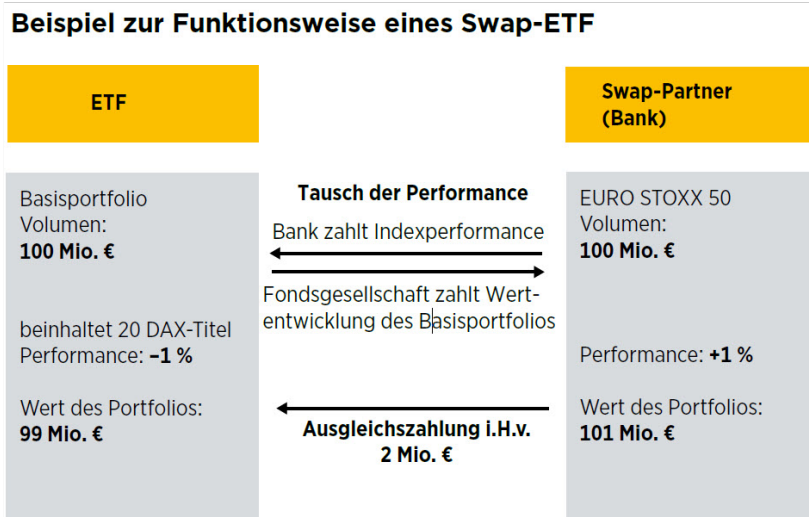 Beispiel zur Funktionsweise eines Swap-ETF
ETF
Swap-Partner
(Bank)
Basisportfolio
Volumen:
100 Mio. €
beinhaltet 20 DAX-Titel
Performance: –1 %
Wert des Portfolios:
99 Mio. €
Tausch der Performance
Bank zahlt Indexperformance
Fondsgesellschaft zahlt Wert-
entwicklung des Basisportfolios
Ausgleichszahlung i.H.v.
2 Mio. €
EURO STOXX 50
Volumen:
100 Mio. €
Performance: +1 %
Wert des Portfolios:
101 Mio. €